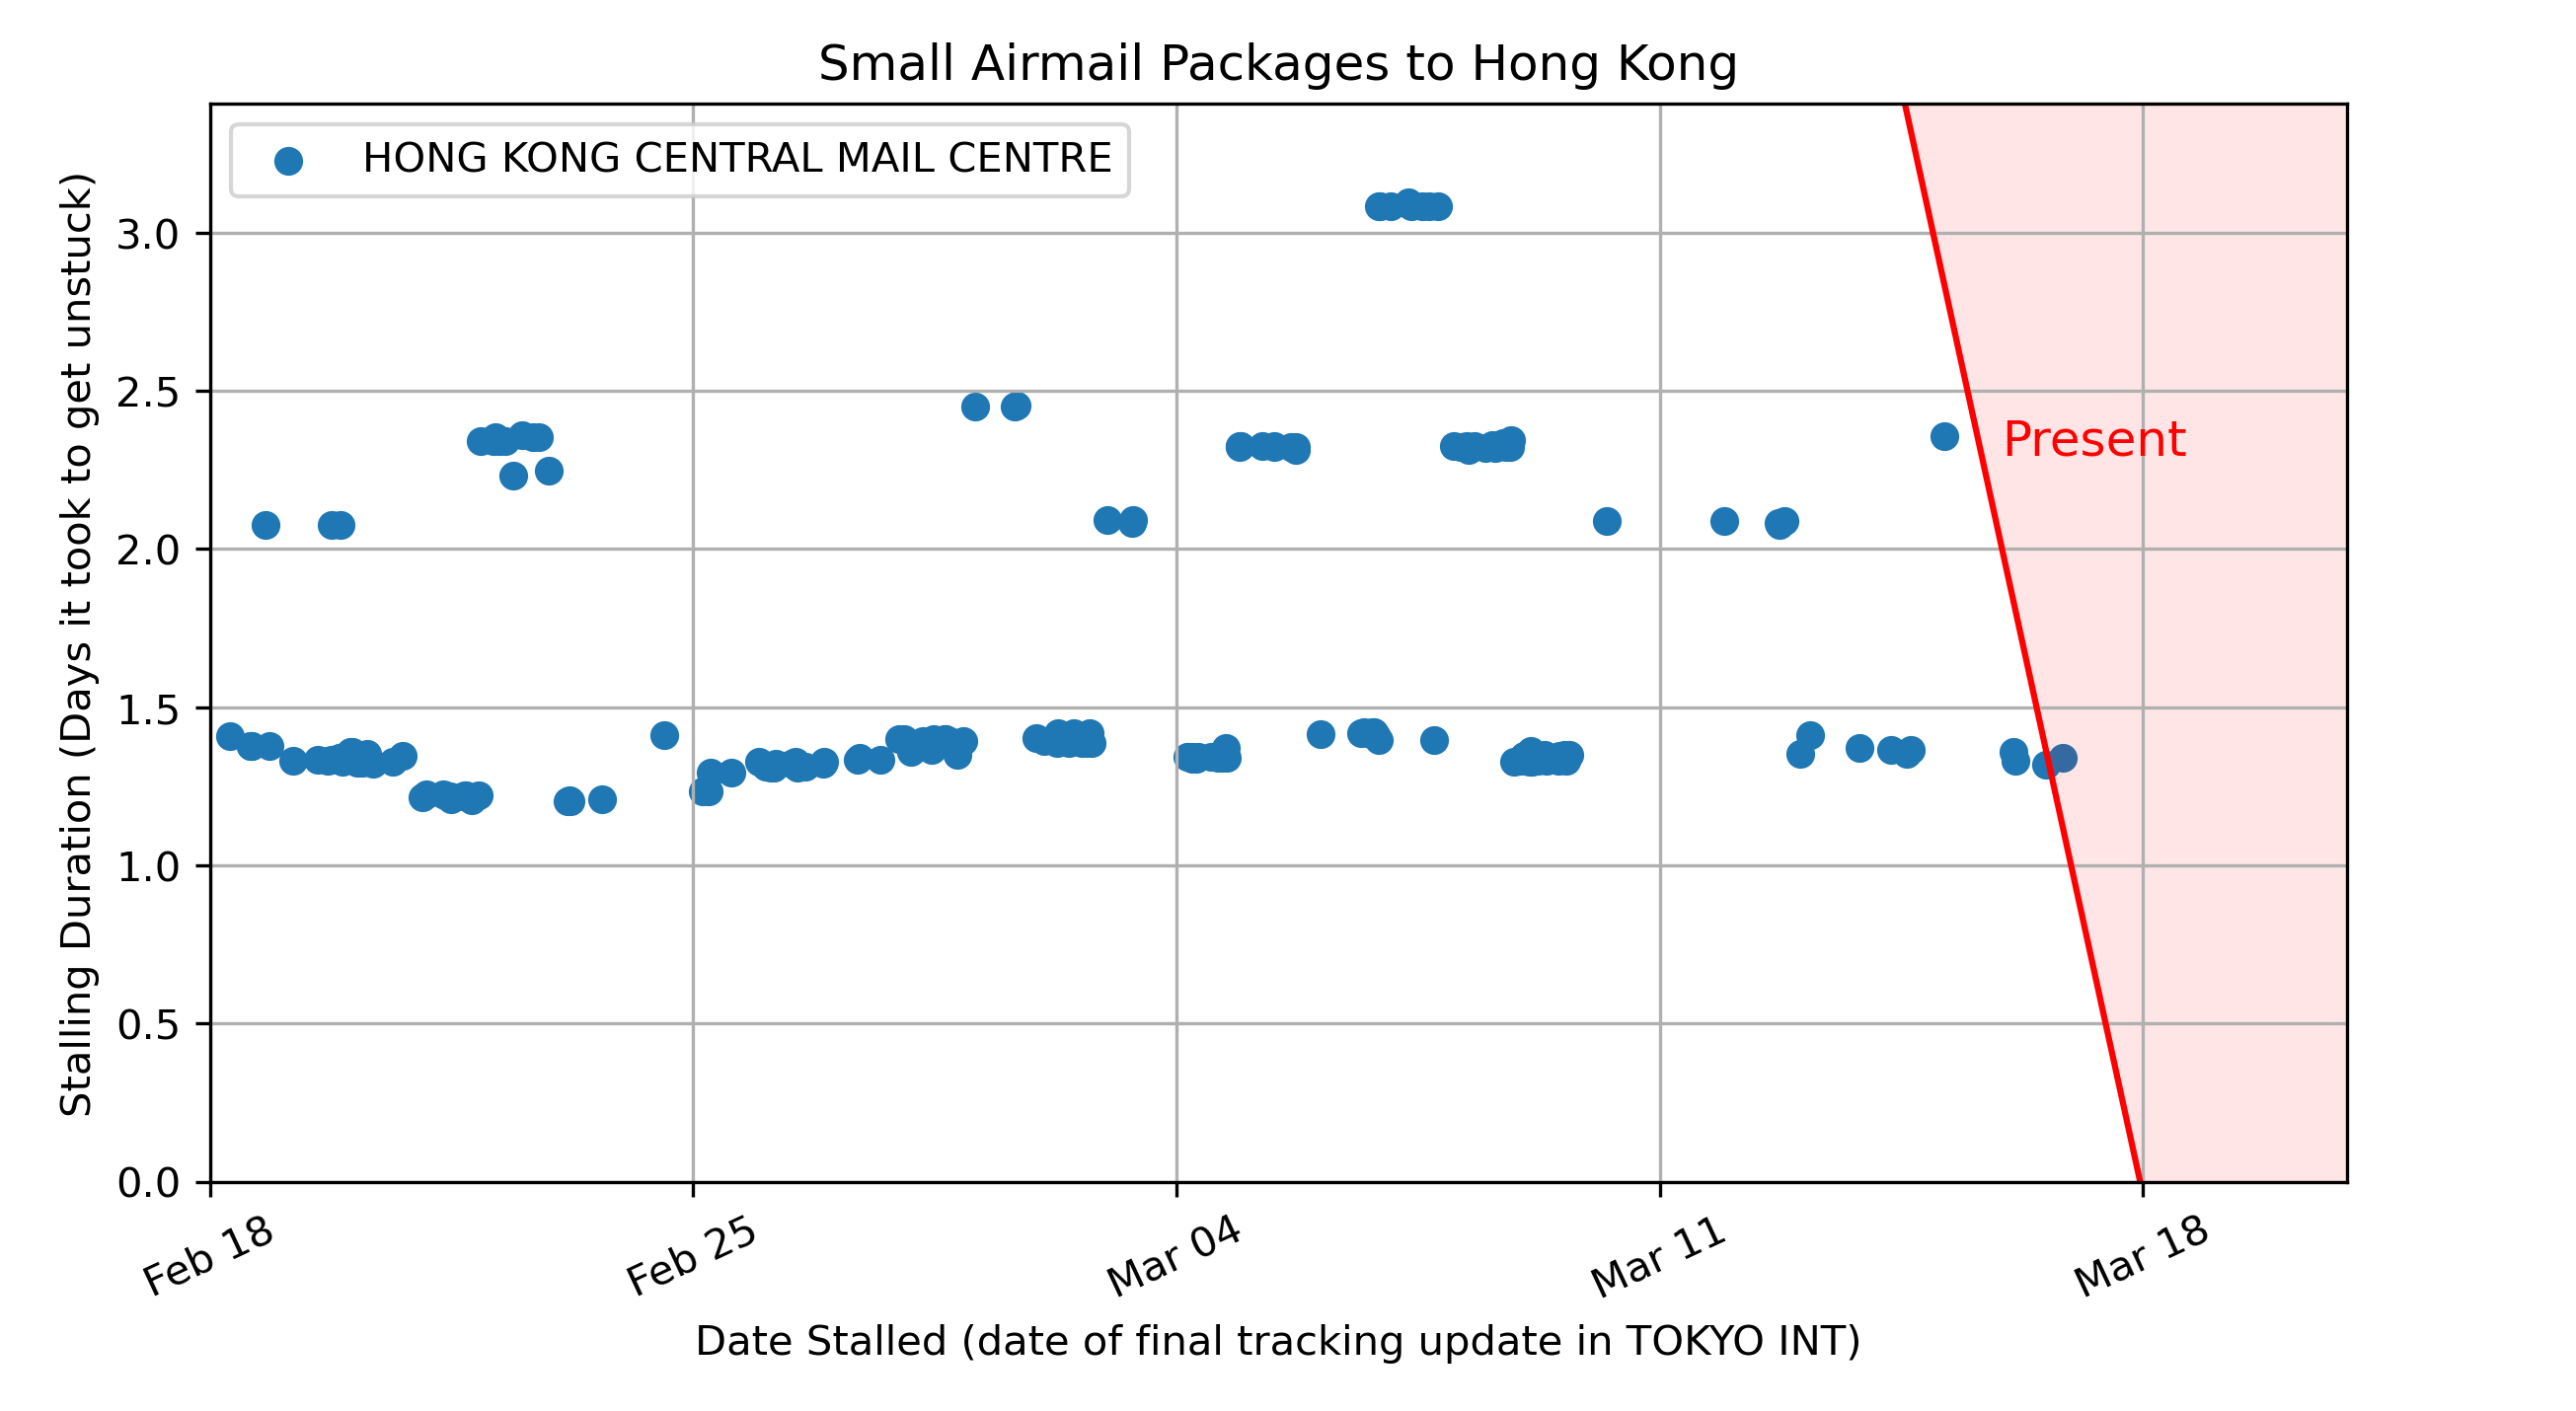 Small Airmail Packages to Hong Kong
HONG KONG CENTRAL MAIL CENTRE
Stalling Duration (Days it took to get unstuck)
3.0
2.5
2.0
1.5
1.0
0.5
0.0
Present
Feb 18
Feb 25
Mar 04
Mar 11
Mar 18
Date Stalled (date of final tracking update in TOKYO INT)